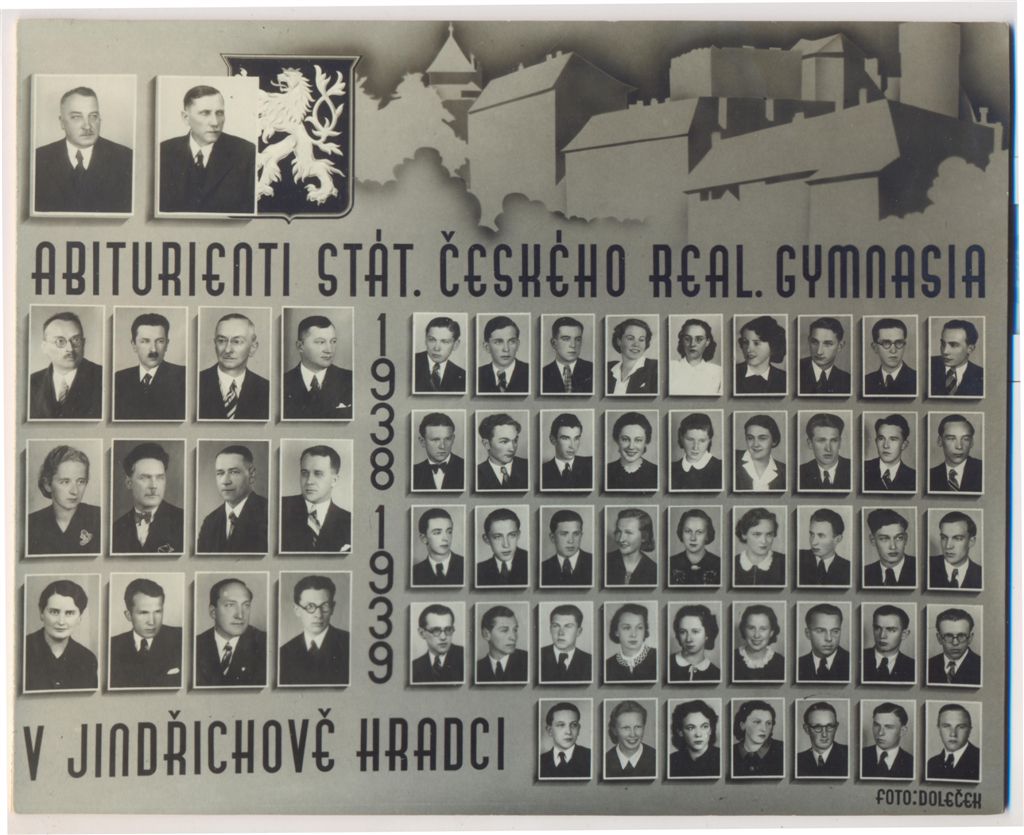 ABITURIENTI STÁT. ČESKÉHO REAL. GYMNASIA
1938
1939
V JINDŘICHOVĚ HRADCI
FOTO: DOLEČEK